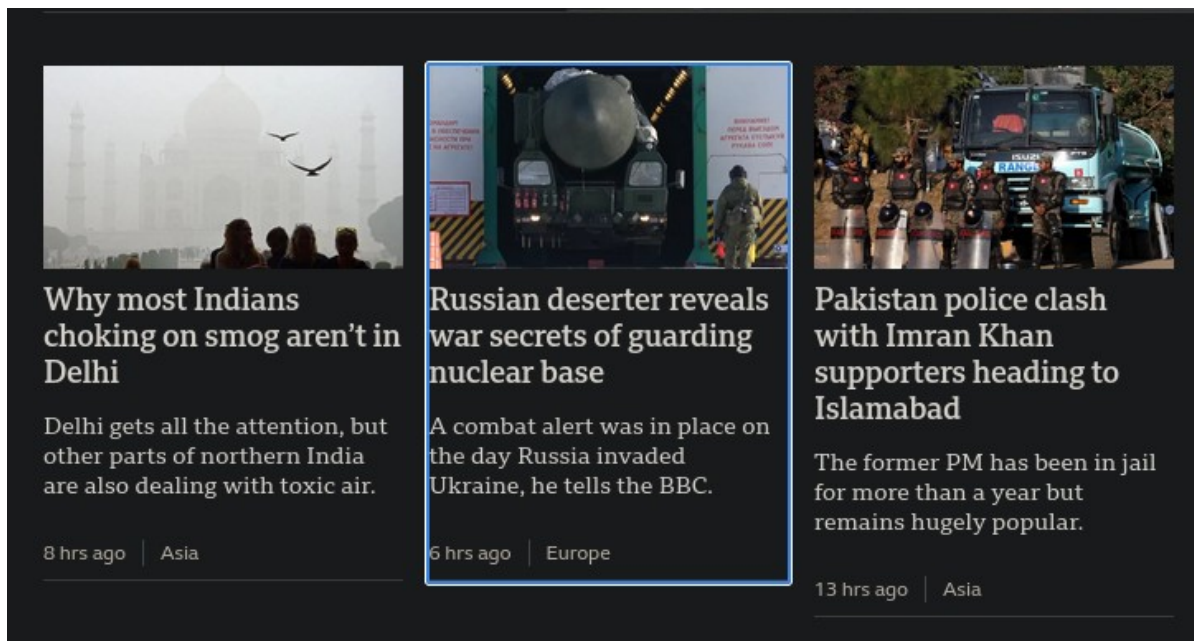 Why most Indians
choking on smog aren’t in
Delhi
Delhi gets all the attention, but
other parts of northern India
are also dealing with toxic air.
8 hrs ago
Asia
ВНИМАНИЕ!
ПЕРЕД ВЫЕЗДОМ
Russian deserter reveals
war secrets of guarding
nuclear base
A combat alert was in place on
the day Russia invaded
Ukraine, he tells the BBC.
6 hrs ago
Europe
RANGE
Pakistan police clash
with Imran Khan
supporters heading to
Islamabad
The former PM has been in jail
for more than a year but
remains hugely popular.
13 hrs ago
Asia